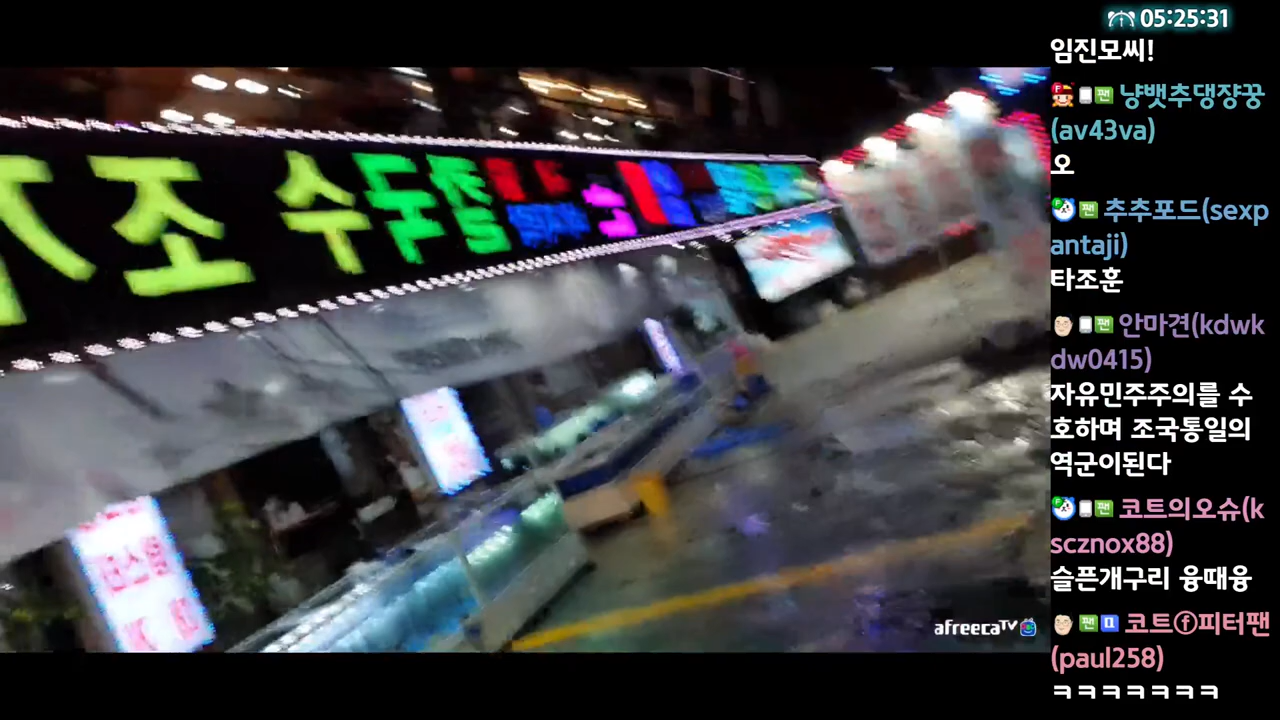 05:25:31
임진모씨!
냥뱃추댕쟝꿍
(av43va)
오
추추포드(sexp
antaji)
타조훈
안마견(kdwk
dw0415)
자유민주주의를 수
호하며 조국통일의
역군이된다
코트의오슈(k
scznox88)
슬픈개구리 융때융
코트ⓕ피터팬
(paul258)
ㅋㅋㅋㅋㅋㅋㅋ
조 수
afreecaTV